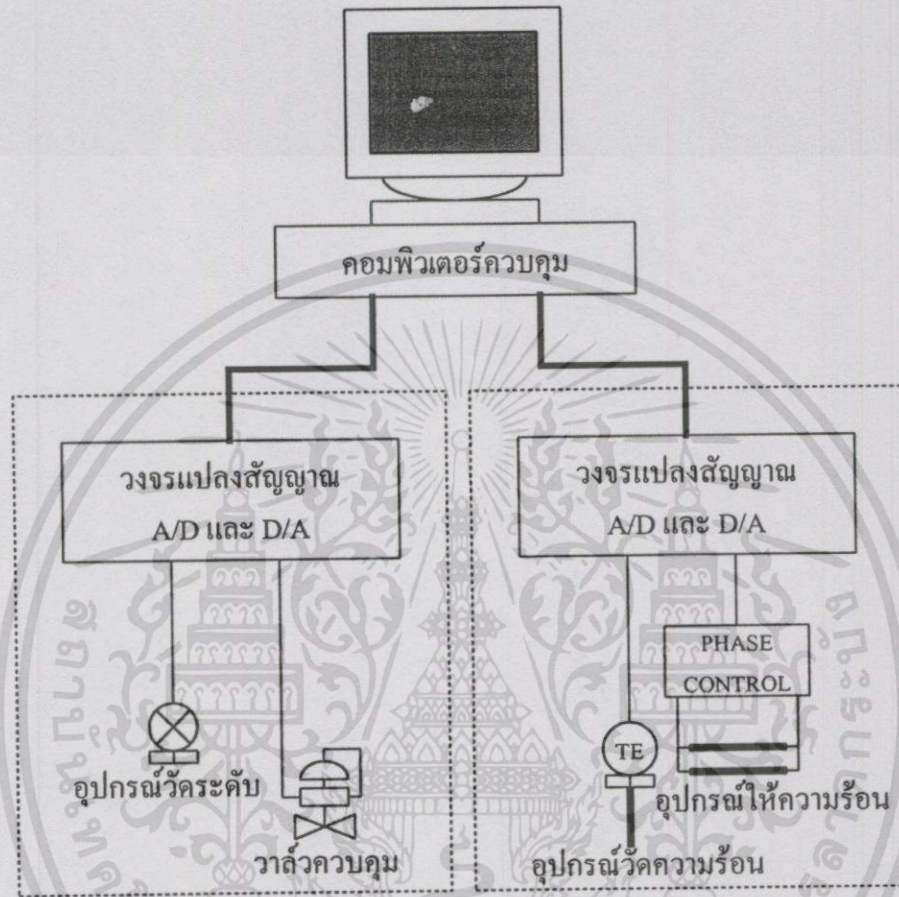 คอมพิวเตอร์ควบคุม
วงจรแปลงสัญญาณ
A/D และ D/A
วงจรแปลงสัญญาณ
A/D และ D/A
PHASE
CONTROL
TE
อุปกรณ์วัดระดับ
อุปกรณ์ให้ความร้อน
วาล์วควบคุม
อุปกรณ์วัดความร้อน